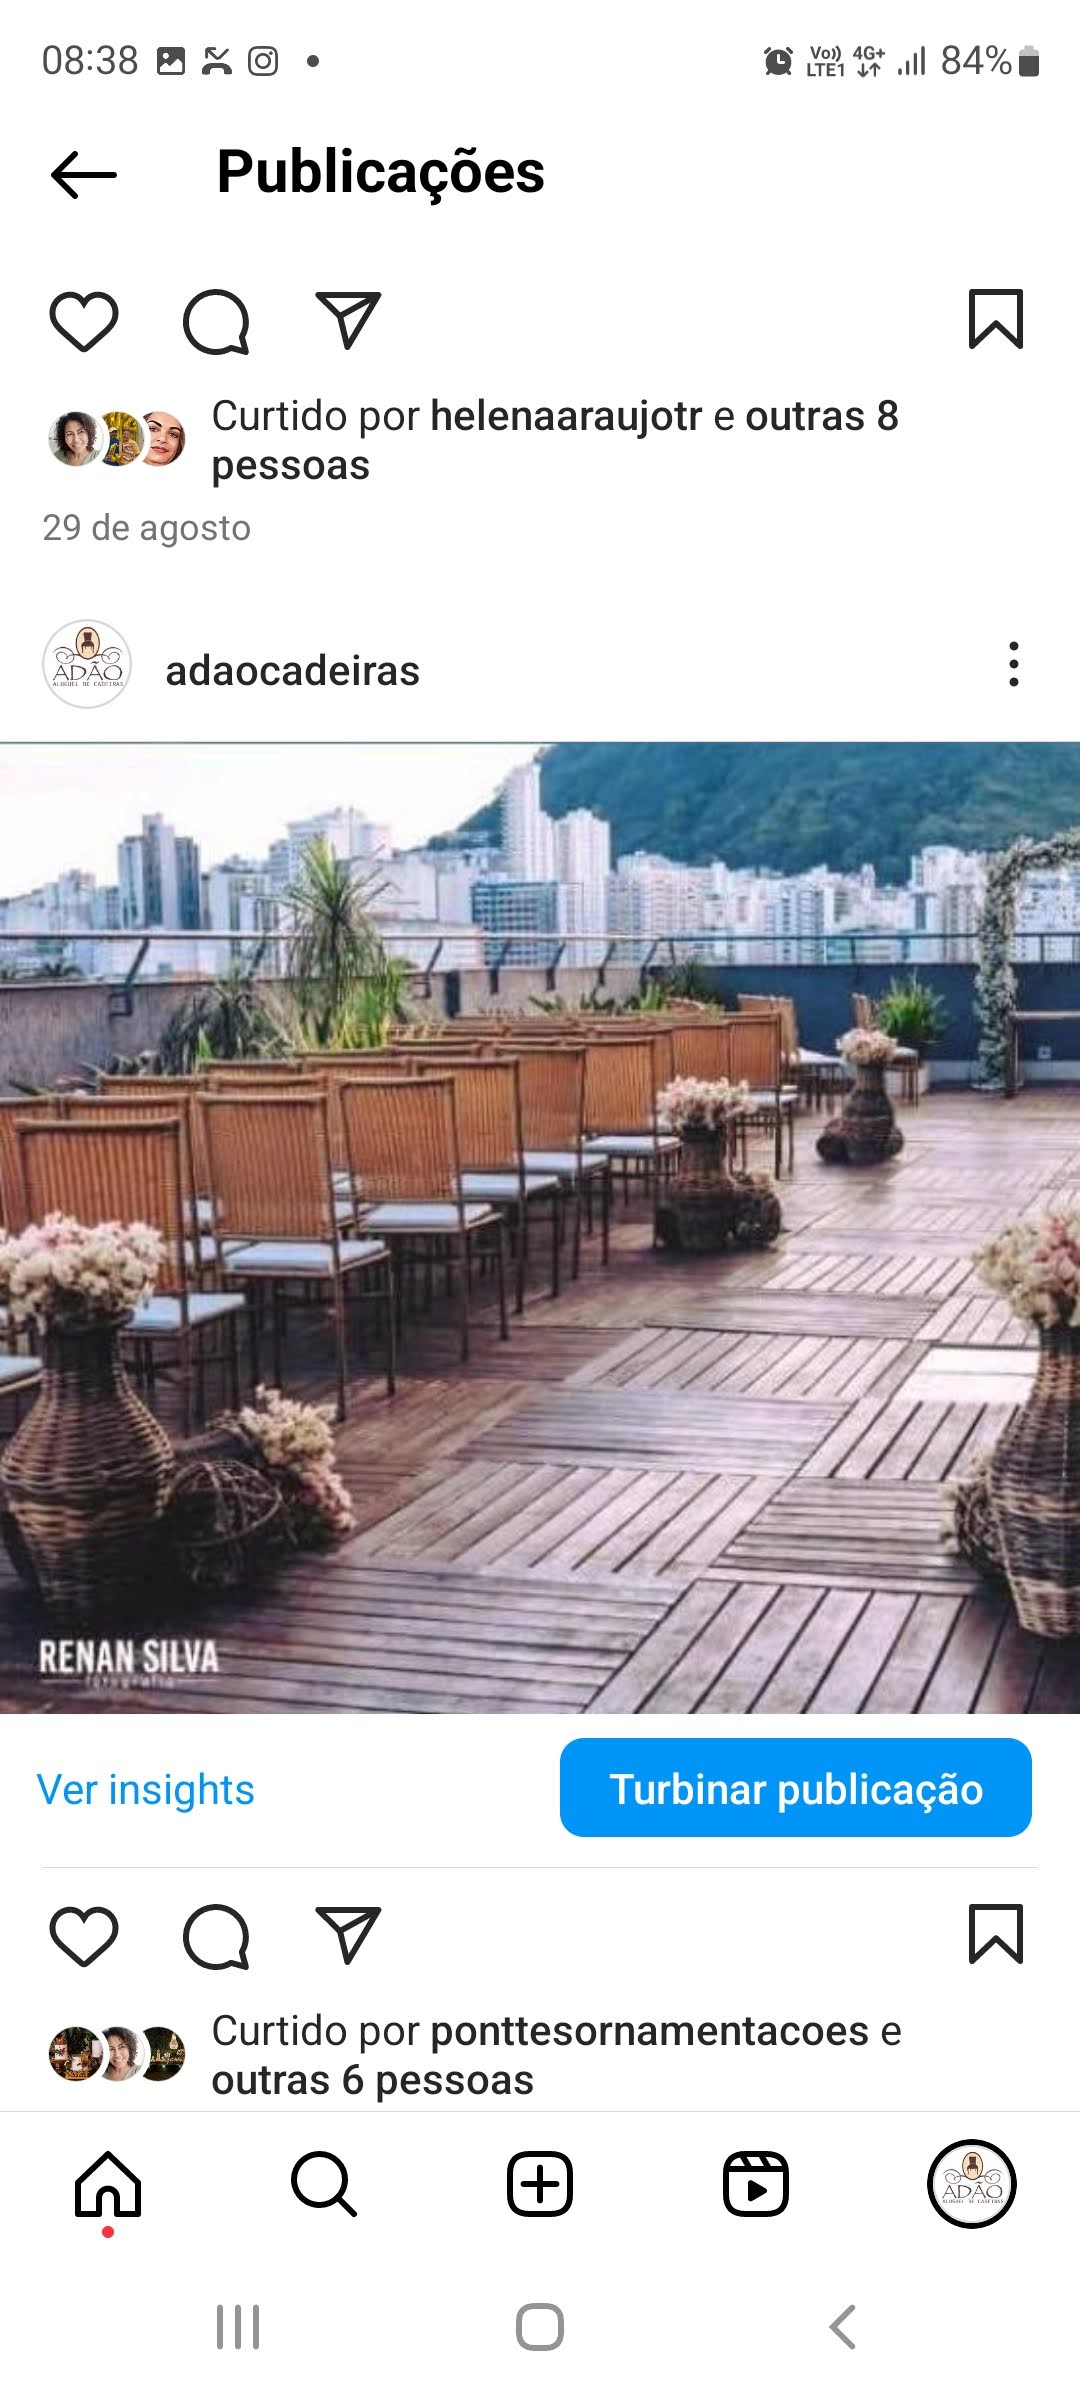 08:38
Vo))
LTE1
4G+
84%
Publicações
Curtido por helenaaraujotr e outras 8
pessoas
29 de agosto
ADÃO
ALUGUEL DE CADEIRAS
adaocadeiras
RENAN SILVA
fotografia
Ver insights
Turbinar publicação
Curtido por ponttesornamentacoes e
outras 6 pessoas
ADÃO
ALUGUEL DE CADEIRAS